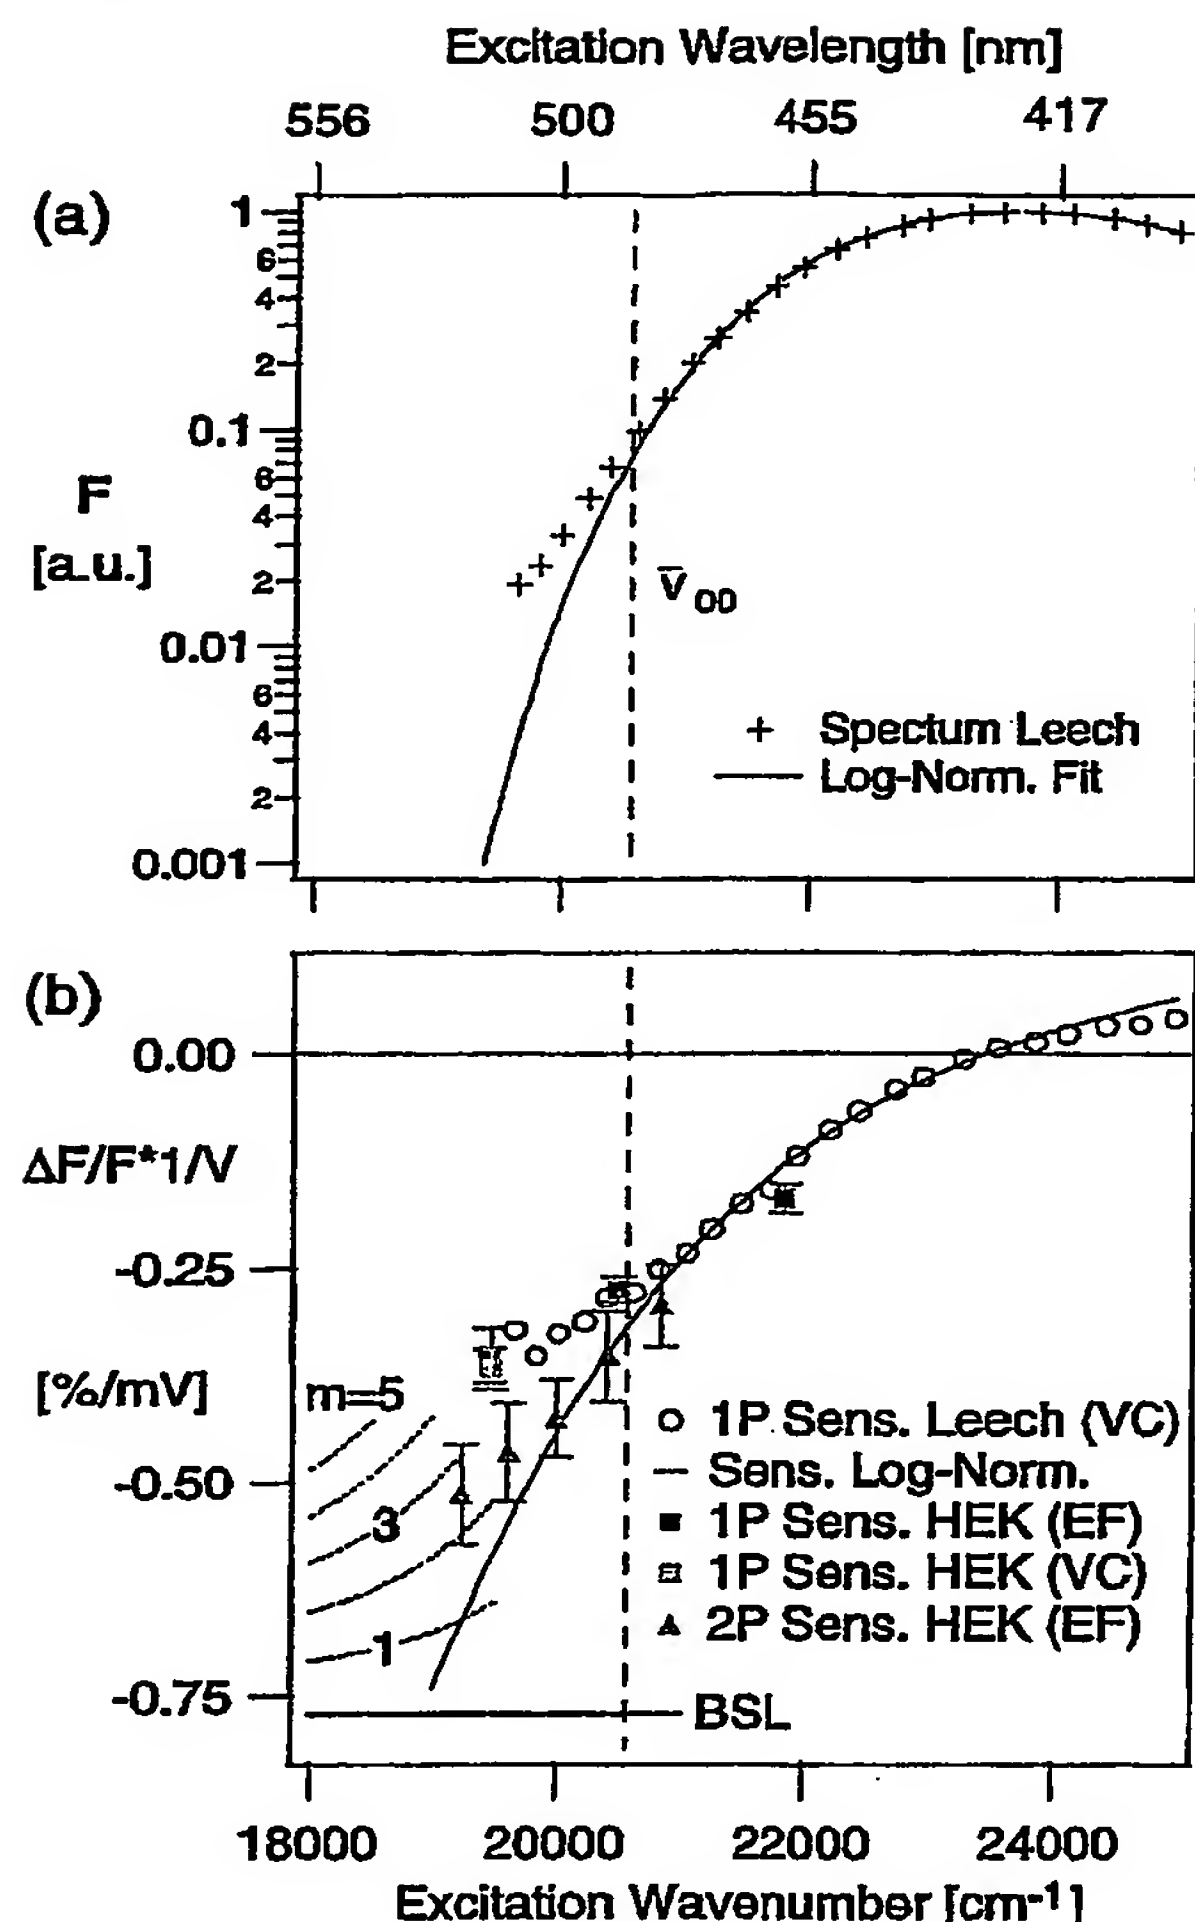 Excitation Wavelength [nm]
556 500 455 417
(a)
1
6
4
2
0.1
6
4
2
0.01
6
4
2
0.001
F
[a.u.]
ν̄ 00
+ Spectum Leech
Log-Norm. Fit
(b)
0.00
ΔF/F*1/V
-0.25
[%/mV]
m=5
-0.50
3
1
-0.75
1P Sens. Leech (VC)
Sens. Log-Norm.
1P Sens. HEK (EF)
1P Sens. HEK (VC)
2P Sens. HEK (EF)
BSL
18000 20000 22000 24000
Excitation Wavenumber [cm-1]